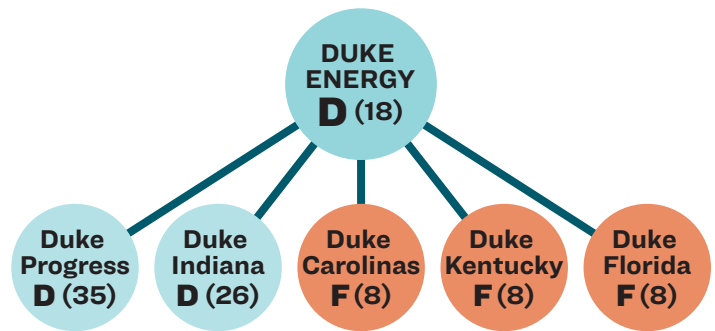 DUKE
ENERGY
D (18)
Duke
Progress
D (35)
Duke
Indiana
D (26)
Duke
Carolinas
F (8)
Duke
Kentucky
F (8)
Duke
Florida
F (8)